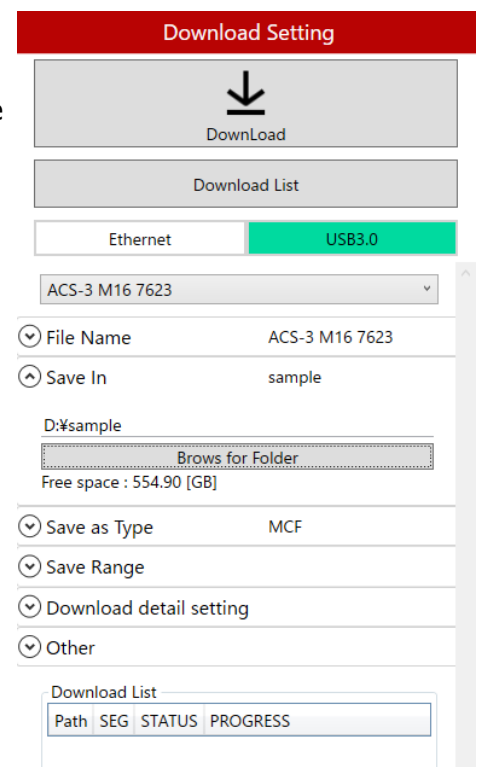 Download Setting
e
DownLoad
Download List
Ethernet USB3.0
ACS-3 M16 7623
File Name ACS-3 M16 7623
Save In sample
D:¥sample
Brows for Folder
Free space : 554.90 [GB]
Save as Type MCF
Save Range
Download detail setting
Other
Download List
Path SEG STATUS PROGRESS